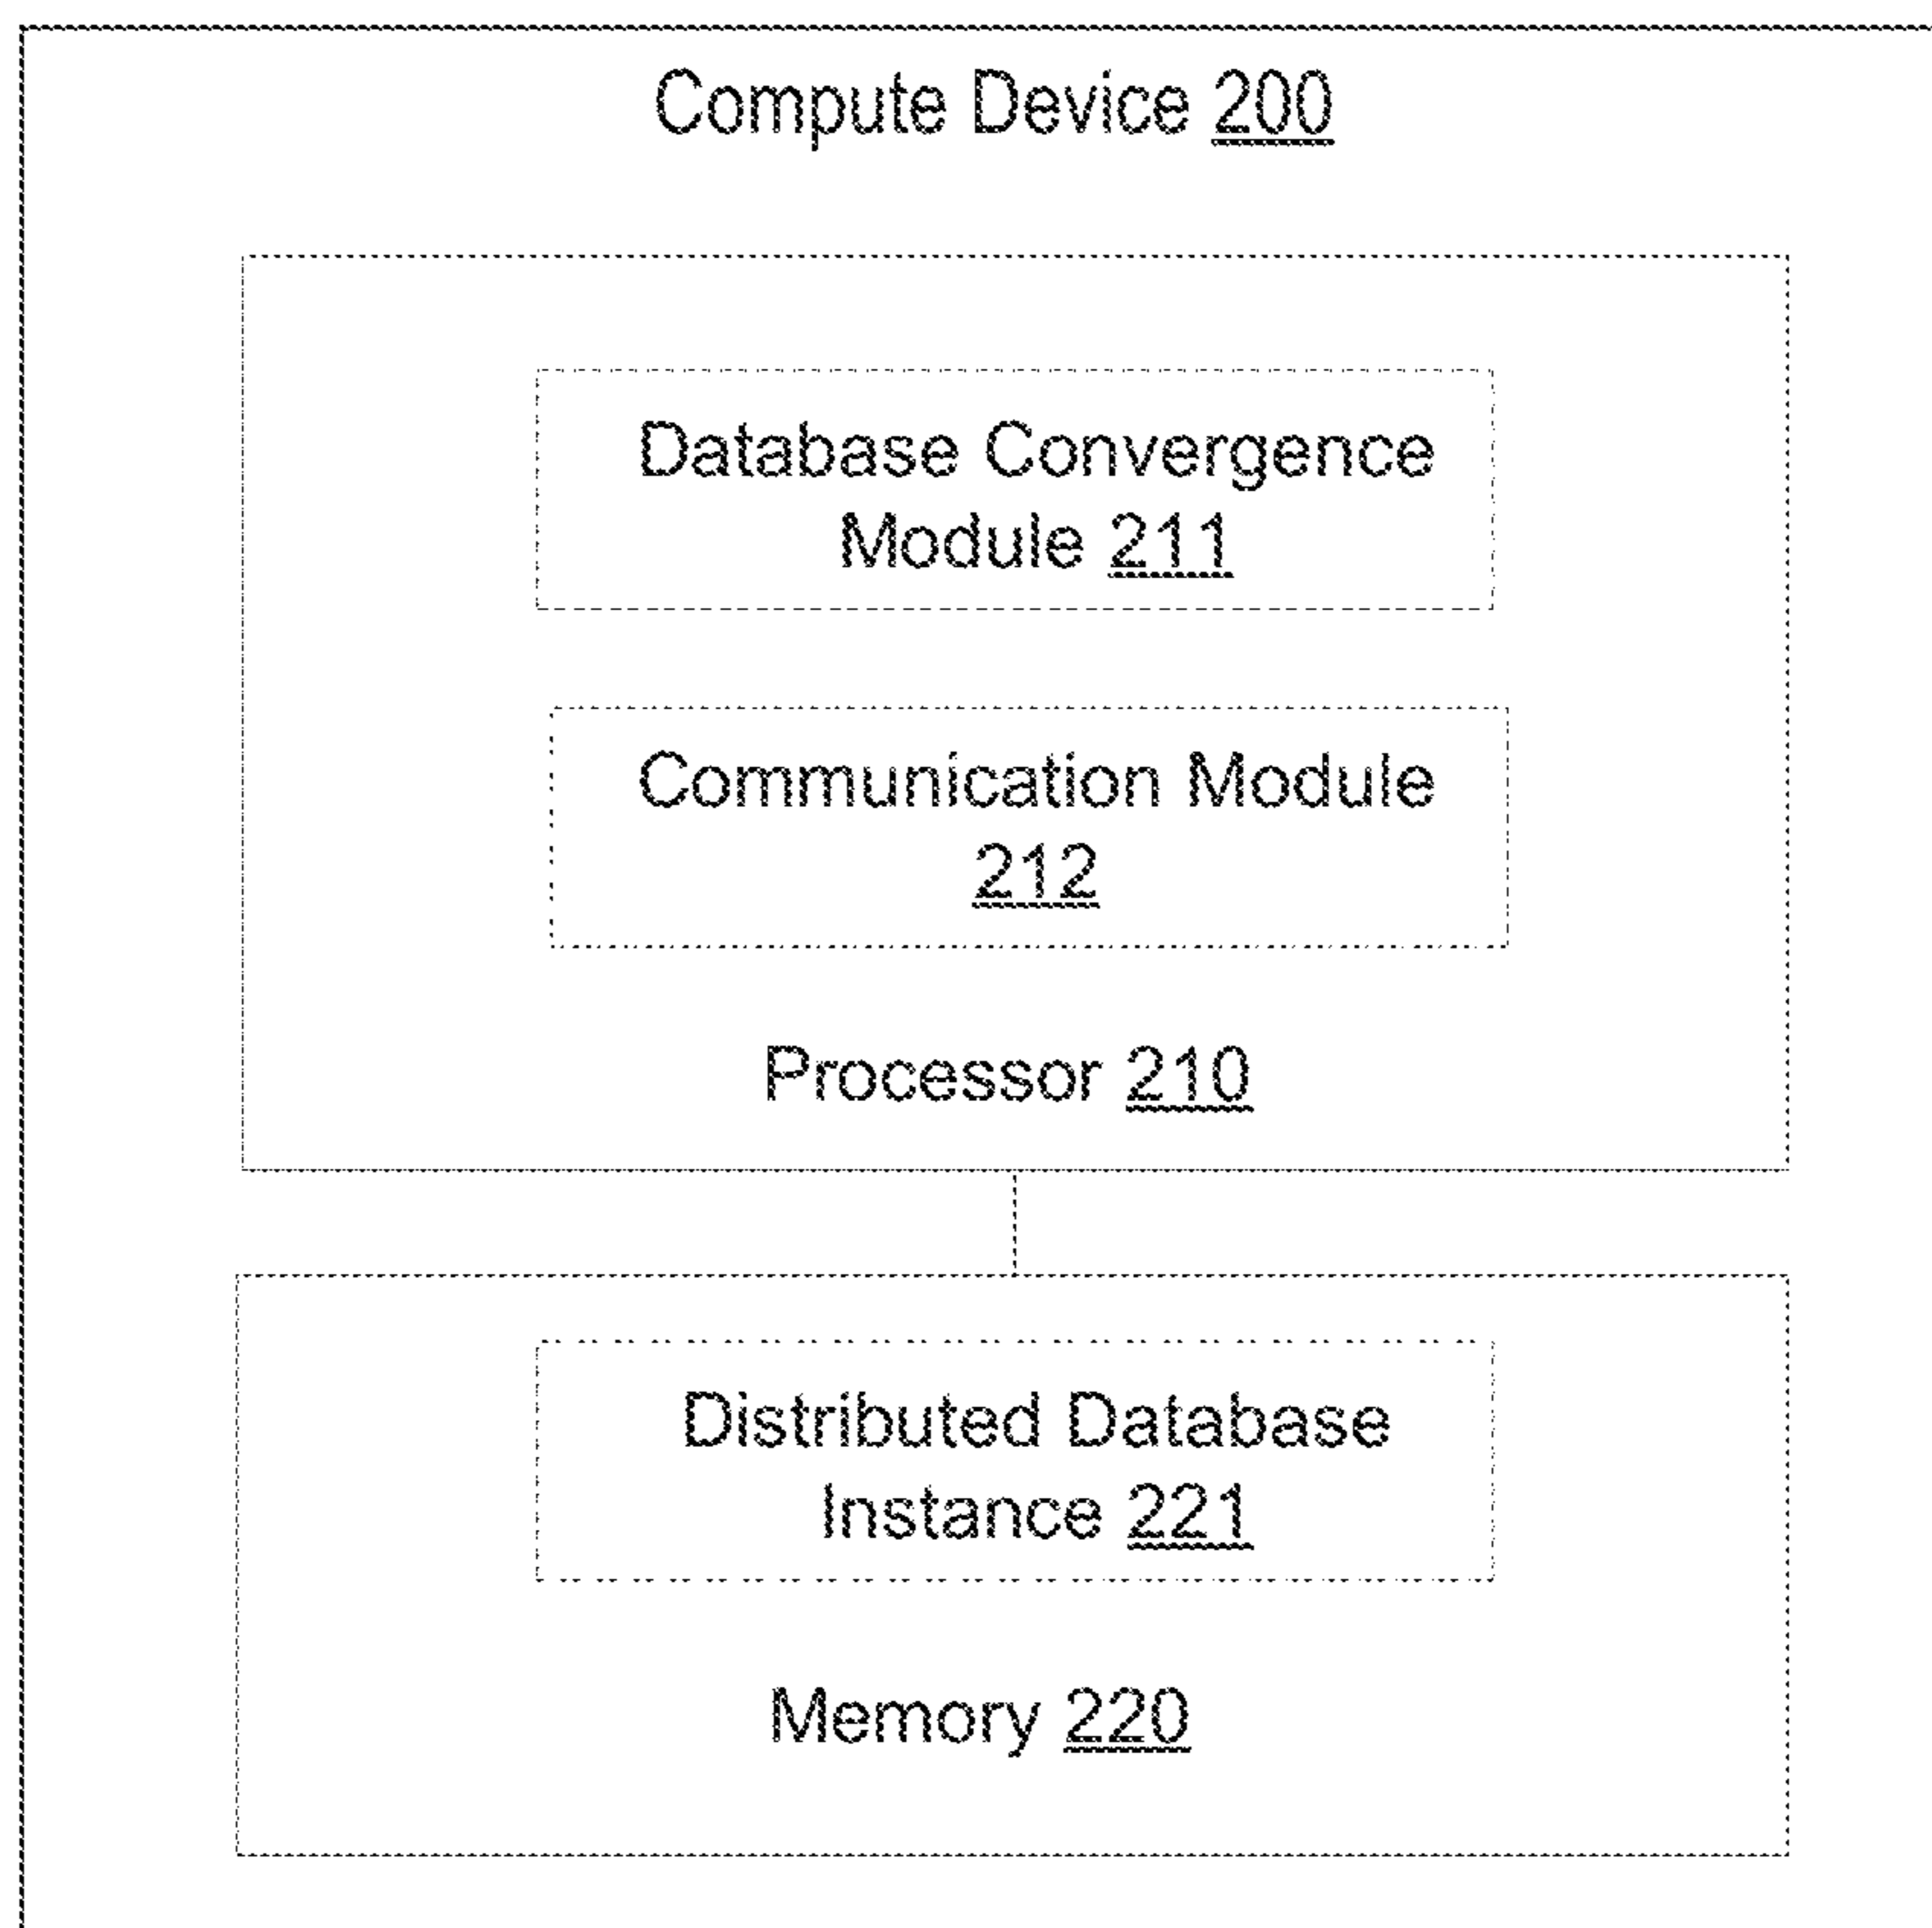 Compute Device 200
Database Convergence
Module 211
Communication Module
212
Processor 210
Distributed Database
Instance 221
Memory 220